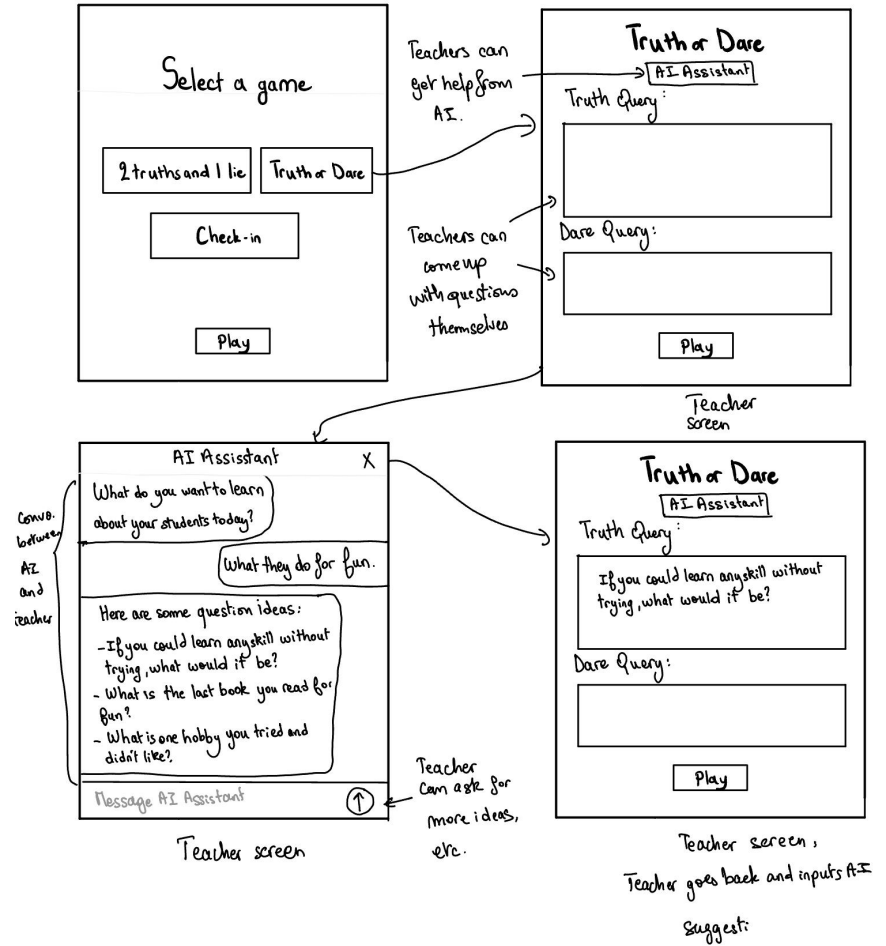 Select a game
2 truths and 1 lie
Truth or Dare
Check-in
Play
Teachers can
get help from
AI.
Teachers can
come up
with questions
themselves
Truth or Dare
AI Assistant
Truth Query:
Dare Query:
Play
Teacher
screen
Convo.
between
AI
and
teacher
AI Assisstant
X
What do you want to learn
about your students today?
What they do for fun.
Here are some question ideas:
- If you could learn any skill without
trying, what would it be?
- What is the last book you read for
fun?
- What is one hobby you tried and
didn't like?
Message AI Assistant
Teacher screen
Teacher
can ask for
more ideas,
etc.
Truth or Dare
AI Assistant
Truth Query:
If you could learn any skill without
trying, what would it be?
Dare Query:
Play
Teacher screen,
Teacher goes back and inputs AI
suggesti